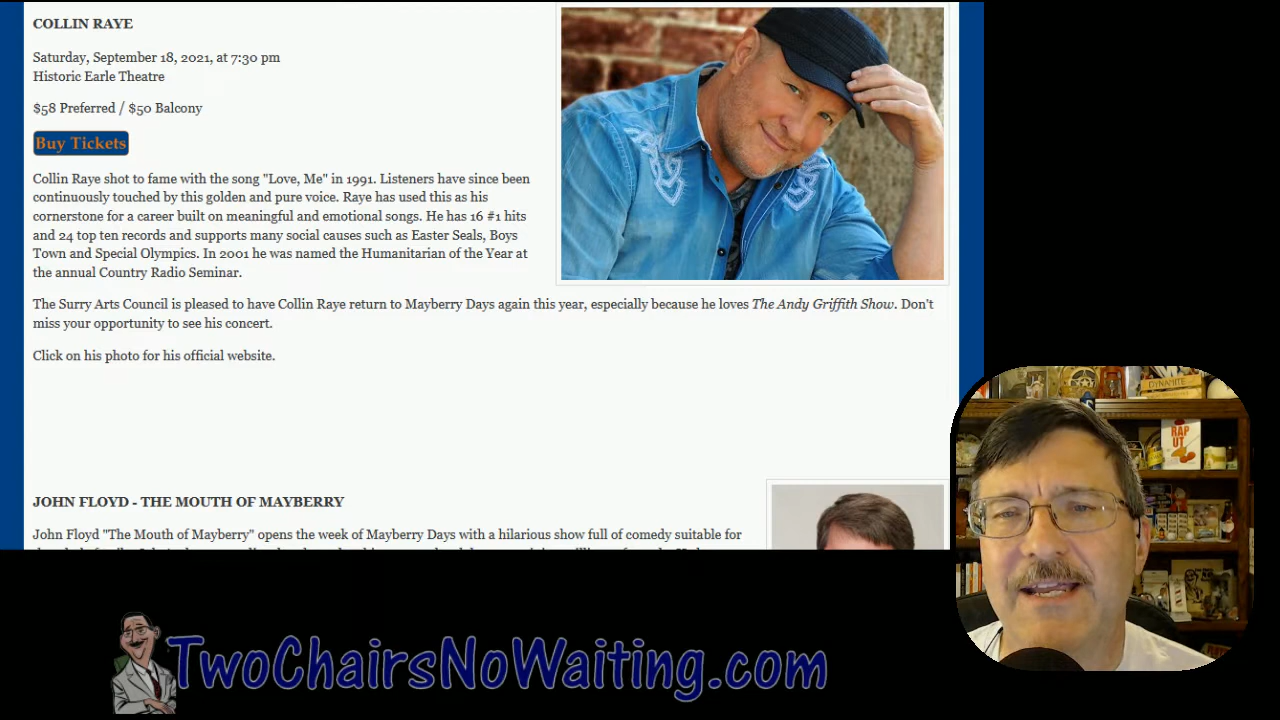 COLLIN RAYE
Saturday, September 18, 2021, at 7:30 pm
Historic Earle Theatre
$58 Preferred / $50 Balcony
Buy Tickets
Collin Raye shot to fame with the song "Love, Me" in 1991. Listeners have since been
continuously touched by this golden and pure voice. Raye has used this as his
cornerstone for a career built on meaningful and emotional songs. He has 16 #1 hits
and 24 top ten records and supports many social causes such as Easter Seals, Boys
Town and Special Olympics. In 2001 he was named the Humanitarian of the Year at
the annual Country Radio Seminar.
The Surry Arts Council is pleased to have Collin Raye return to Mayberry Days again this year, especially because he loves The Andy Griffith Show. Don't
miss your opportunity to see his concert.
Click on his photo for his official website.
JOHN FLOYD - THE MOUTH OF MAYBERRY
John Floyd "The Mouth of Mayberry" opens the week of Mayberry Days with a hilarious show full of comedy suitable for
DYNAMITE
RAP
UT
TwoChairsNoWaiting.com